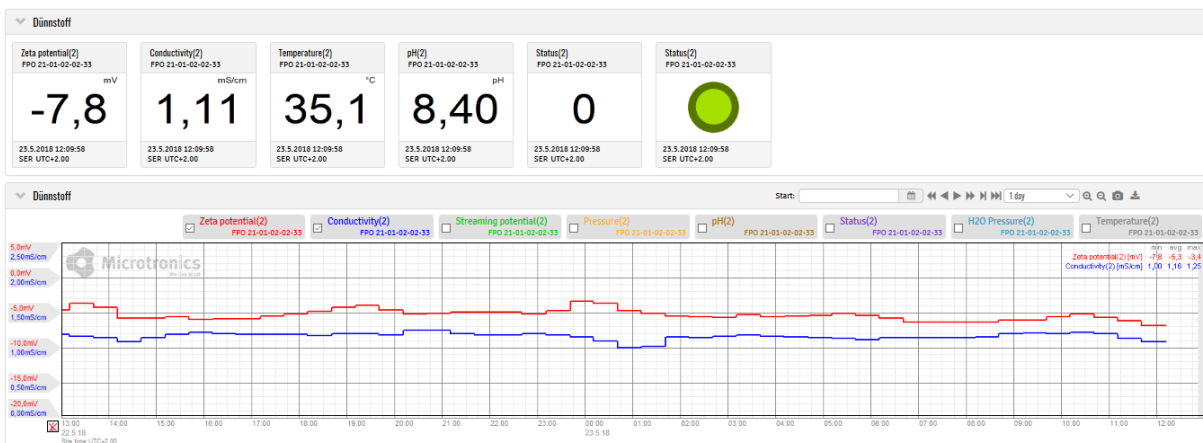 Dünnstoff
Zeta potential(2)
FPO 21-01-02-02-33
mV
-7,8
23.5.2018 12:09:58
SER UTC+2.00
Conductivity(2)
FPO 21-01-02-02-33
mS/cm
1,11
23.5.2018 12:09:58
SER UTC+2.00
Temperature(2)
FPO 21-01-02-02-33
°C
35,1
23.5.2018 12:09:58
SER UTC+2.00
pH(2)
FPO 21-01-02-02-33
pH
8,40
23.5.2018 12:09:58
SER UTC+2.00
Status(2)
FPO 21-01-02-02-33
0
23.5.2018 12:09:58
SER UTC+2.00
Status(2)
FPO 21-01-02-02-33
23.5.2018 12:09:58
SER UTC+2.00
Dünnstoff
Start:
1 day
Zeta potential(2)
FPO 21-01-02-02-33
Conductivity(2)
FPO 21-01-02-02-33
Streaming potential(2)
FPO 21-01-02-02-33
Pressure(2)
FPO 21-01-02-02-33
pH(2)
FPO 21-01-02-02-33
Status(2)
FPO 21-01-02-02-33
H2O Pressure(2)
FPO 21-01-02-02-33
Temperature(2)
FPO 21-01-02-02-33
Microtronics
min avg max
Zeta potential(2) [mV] -7,8 -5,3 -3,4
Conductivity(2) [mS/cm] 1,00 1,16 1,25
5,0mV
2,50mS/cm
0,0mV
2,00mS/cm
-5,0mV
1,50mS/cm
-10,0mV
1,00mS/cm
-15,0mV
0,50mS/cm
-20,0mV
0,00mS/cm
13:00 14:00 15:00 16:00 17:00 18:00 19:00 20:00 21:00 22:00 23:00 00:00 01:00 02:00 03:00 04:00 05:00 06:00 07:00 08:00 09:00 10:00 11:00 12:00
22.5.18 23.5.18
Site time UTC+2.00